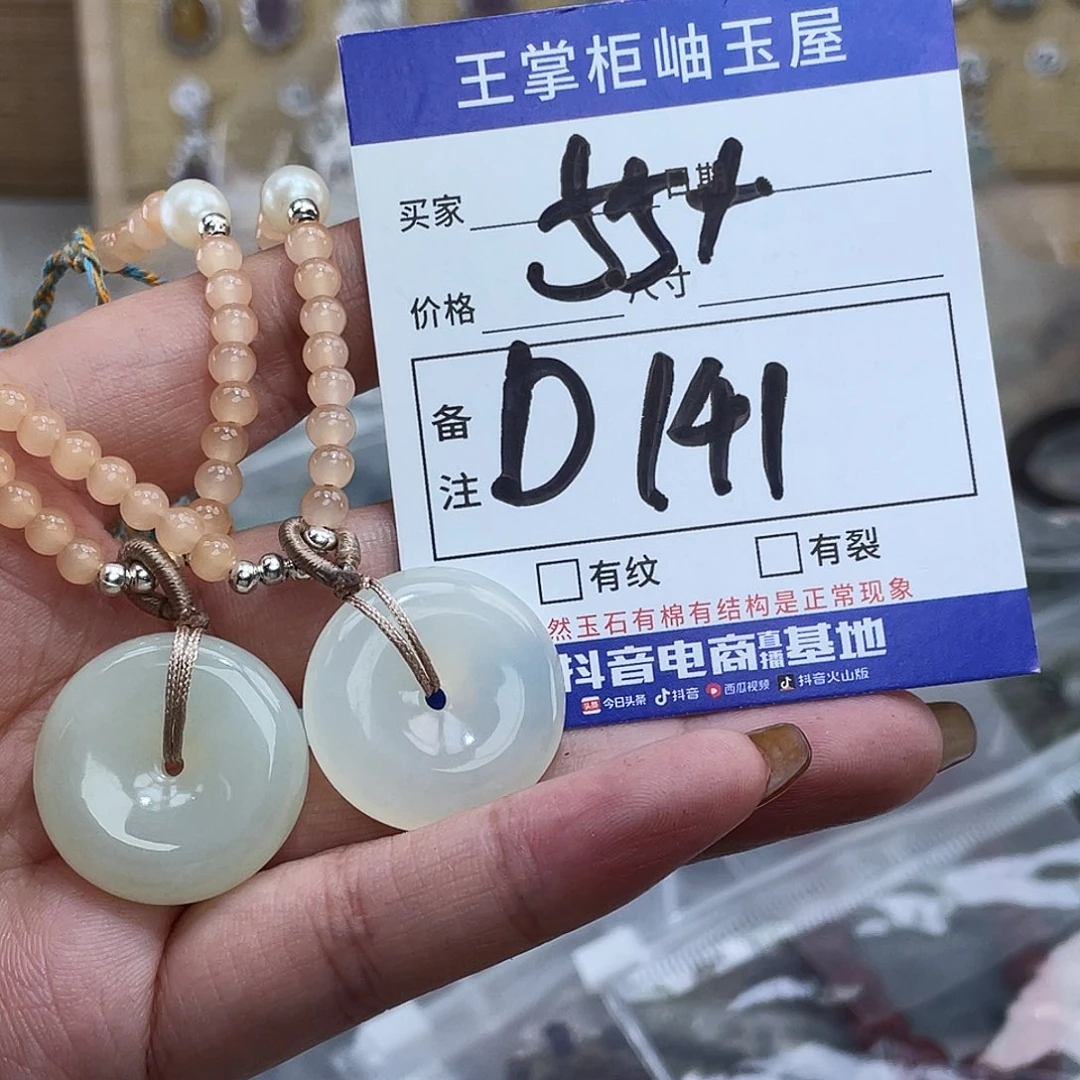 王掌柜岫玉屋
买家 日期
55+
价格 尺寸
备注
D141
有纹 有裂
然玉石有棉有结构是正常现象
抖音电商直播基地
头条 今日头条 抖音 西瓜视频 抖音火山版